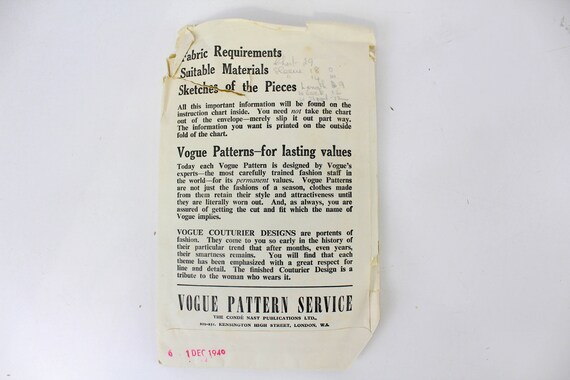 Fabric Requirements
Suitable Materials
Sketches of the Pieces
All this important information will be found on the
instruction chart inside. You need not take the chart
out of the envelope—merely slip it out part way.
The information you want is printed on the outside
fold of the chart.
Vogue Patterns—for lasting values
Today each Vogue Pattern is designed by Vogue's
experts—the most carefully trained fashion staff in
the world—for its permanent values. Vogue Patterns
are not just the fashions of a season, clothes made
from them retain their style and attractiveness until
they are literally worn out. And, as always, you are
assured of getting the cut and fit which the name of
Vogue implies.
VOGUE COUTURIER DESIGNS are portents of
fashion. They come to you so early in the history of
their particular trend that after months, even years,
their smartness remains. You will find that each
theme has been emphasized with a great respect for
line and detail. The finished Couturier Design is a
tribute to the woman who wears it.
VOGUE PATTERN SERVICE
THE CONDÉ NAST PUBLICATIONS LTD.,
KENSINGTON HIGH STREET, LONDON, W.8.
6 1 DEC 1949